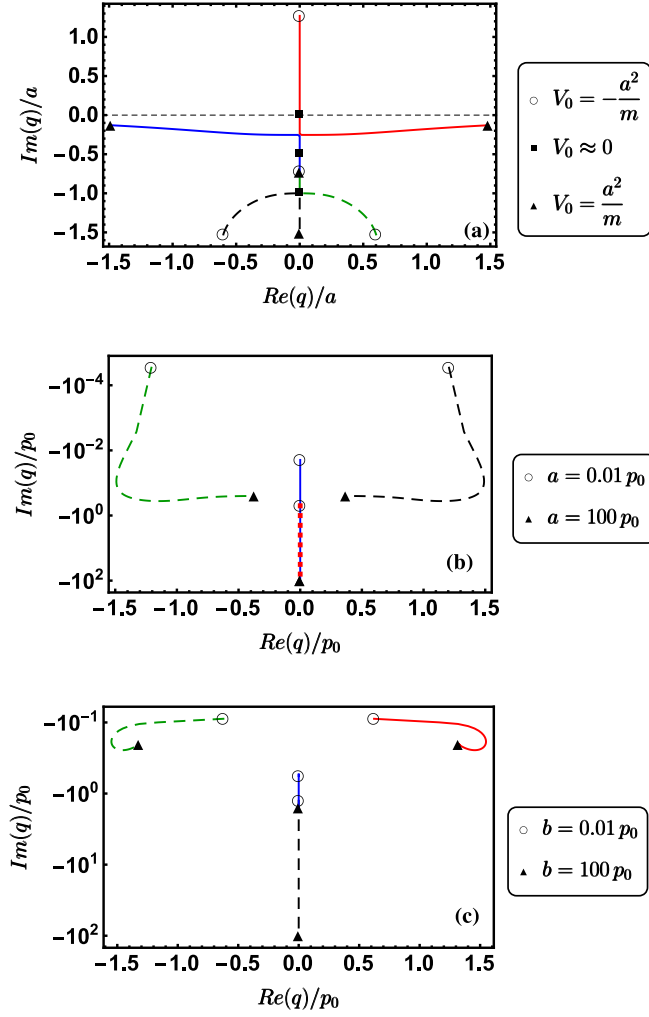 Im(q)/a
1.0
0.5
0.0
−0.5
−1.0
−1.5
(a)
−1.5 −1.0 −0.5 0.0 0.5 1.0 1.5
Re(q)/a
○ V₀ = −a²/m
■ V₀ ≈ 0
▲ V₀ = a²/m
Im(q)/p₀
−10⁻⁴
−10⁻²
−10⁰
−10²
(b)
−1.5 −1.0 −0.5 0.0 0.5 1.0 1.5
Re(q)/p₀
○ a = 0.01 p₀
▲ a = 100 p₀
Im(q)/p₀
−10⁻¹
−10⁰
−10¹
−10²
(c)
−1.5 −1.0 −0.5 0.0 0.5 1.0 1.5
Re(q)/p₀
○ b = 0.01 p₀
▲ b = 100 p₀